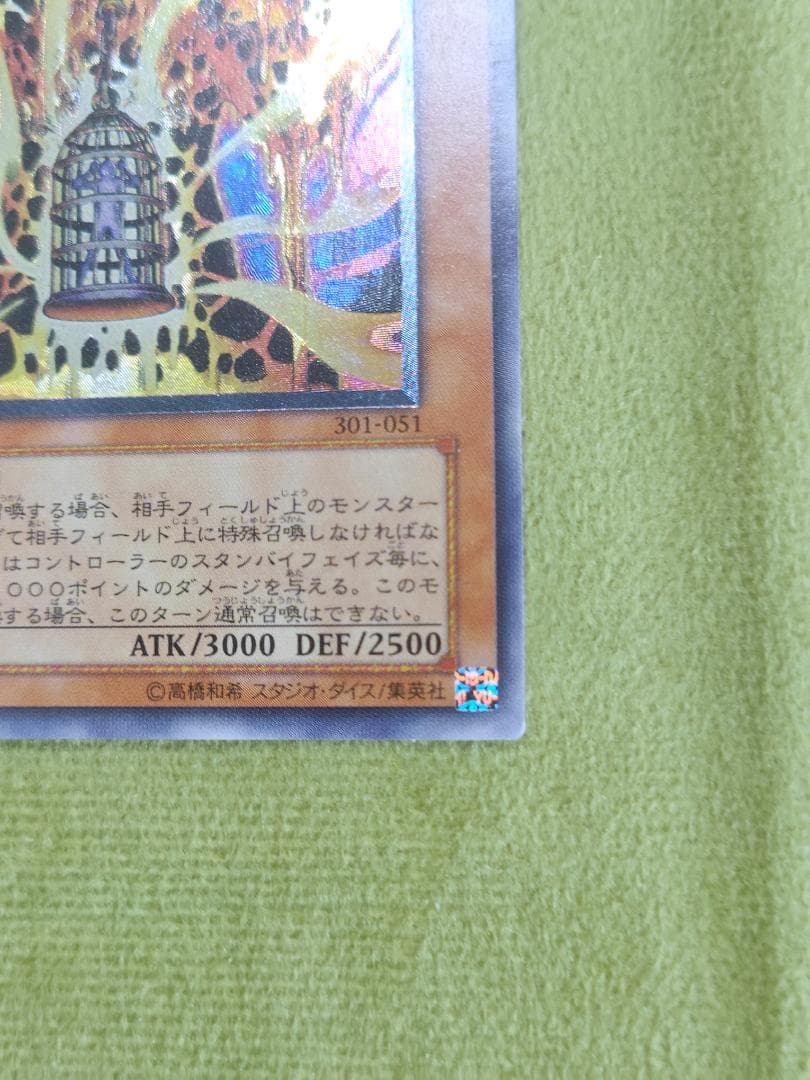 301-051
召喚する場合、相手フィールド上のモンスター
て相手フィールド上に特殊召喚しなければな
はコントローラーのスタンバイフェイズ毎に、
０００ポイントのダメージを与える。このモ
する場合、このターン通常召喚はできない。
ATK/3000 DEF/2500
©高橋和希 スタジオ・ダイス/集英社